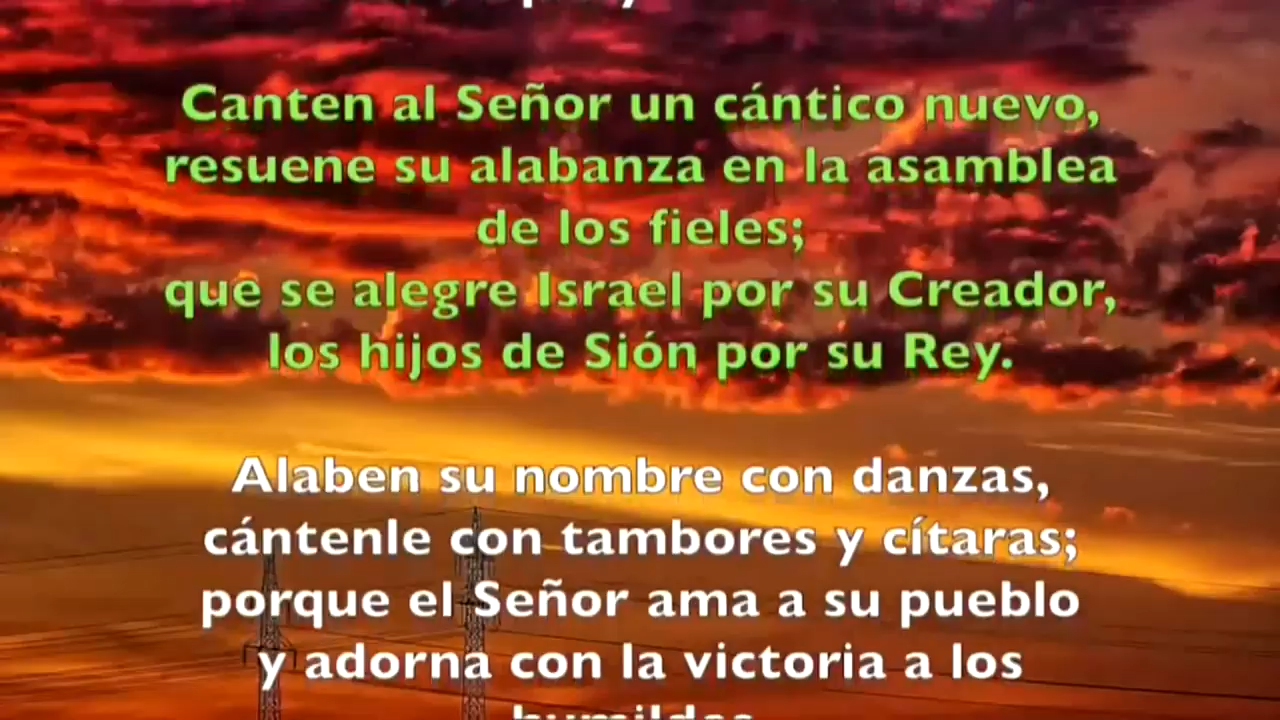 Canten al Señor un cántico nuevo,
resuene su alabanza en la asamblea
de los fieles;
que se alegre Israel por su Creador,
los hijos de Sión por su Rey.
Alaben su nombre con danzas,
cántenle con tambores y cítaras;
porque el Señor ama a su pueblo
y adorna con la victoria a los